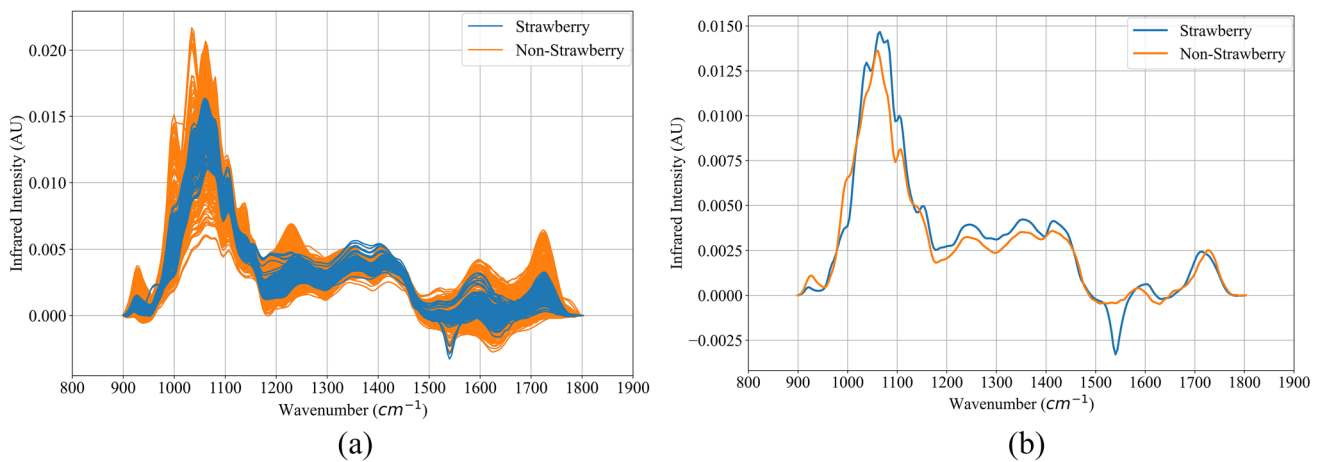 Strawberry
Non-Strawberry
0.020
0.015
0.010
0.005
0.000
Infrared Intensity (AU)
800 900 1000 1100 1200 1300 1400 1500 1600 1700 1800 1900
Wavenumber (cm⁻¹)
(a)
Strawberry
Non-Strawberry
0.0150
0.0125
0.0100
0.0075
0.0050
0.0025
0.0000
−0.0025
Infrared Intensity (AU)
800 900 1000 1100 1200 1300 1400 1500 1600 1700 1800 1900
Wavenumber (cm⁻¹)
(b)